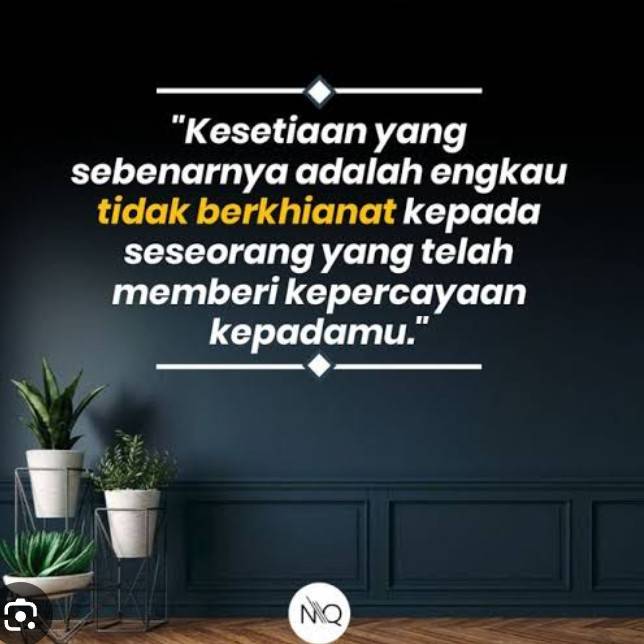 "Kesetiaan yang
sebenarnya adalah engkau
tidak berkhianat kepada
seseorang yang telah
memberi kepercayaan
kepadamu."